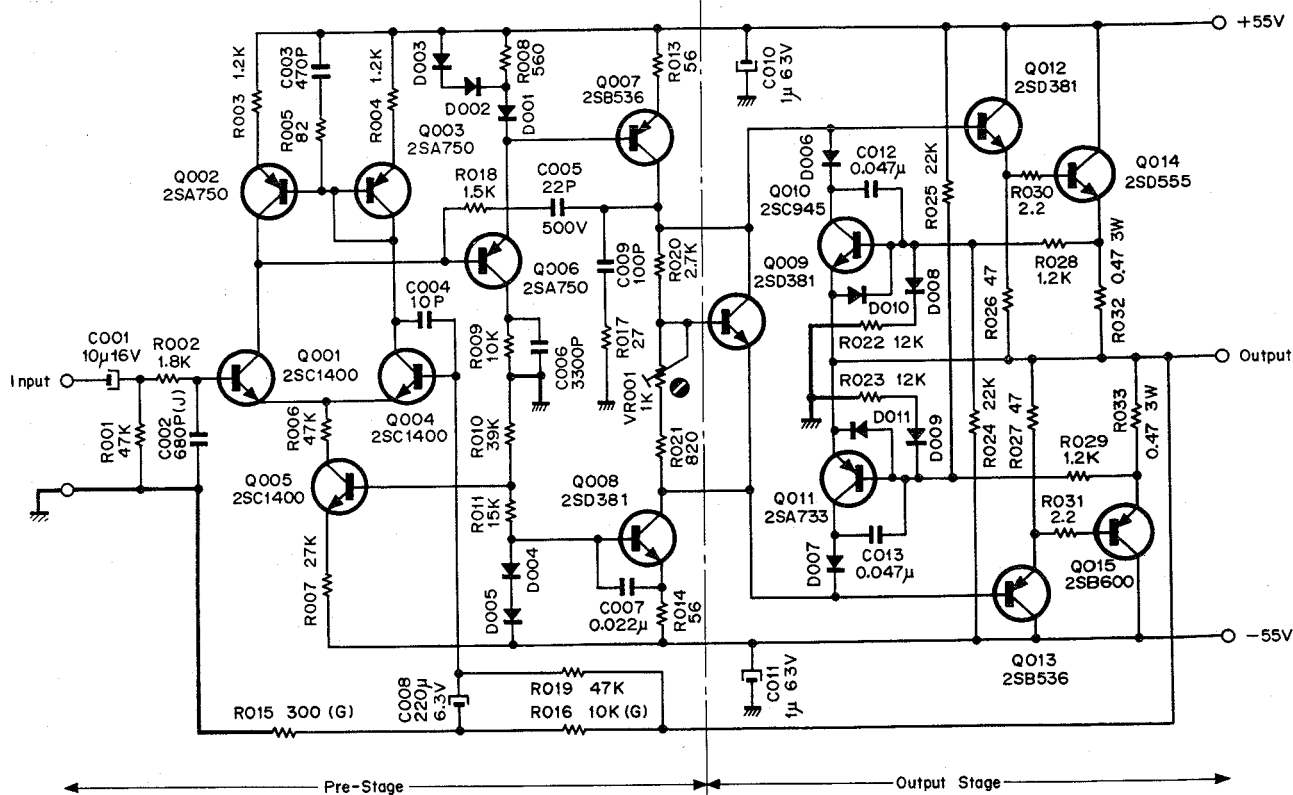 +55V
R003 1.2K
C003 470P
R005 82
R004 1.2K
D003
R008 560
D002
D001
Q007 2SB536
R013 56
C010 1μ 63V
Q012 2SD381
Q003 2SA750
Q002 2SA750
R018 1.5K
C005 22P 500V
D006
C012 0.047μ
R025 22K
Q014 2SD555
R030 2.2
Q010 2SC945
Q006 2SA750
C009 100P
R020 2.7K
Q009 2SD381
D010
D008
R026 47
R028 1.2K
R032 0.47 3W
C004 10P
R022 12K
C001 10μ16V
R002 1.8K
Q001 2SC1400
R009 10K
C006 3300P
R017 27
VR001 1K
Input
Output
R023 12K
R001 47K
C002 680P(J)
R006 47K
Q004 2SC1400
R010 39K
D011
D009
R024 22K
R027 47
R033 0.47 3W
R029 1.2K
Q005 2SC1400
R021 820
Q008 2SD381
Q011 2SA733
R011 15K
R031 2.2
R007 27K
D004
D005
C007 0.022μ
R014 56
D007
C013 0.047μ
Q015 2SB600
-55V
Q013 2SB536
C008 220μ 6.3V
R019 47K
C011 1μ 63V
R015 300 (G)
R016 10K(G)
Pre-Stage
Output Stage